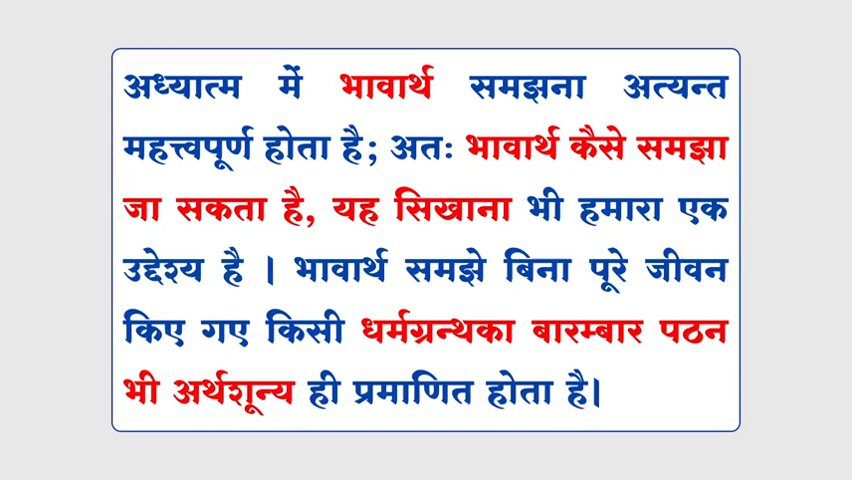 अध्यात्म में भावार्थ समझना अत्यन्त
महत्त्वपूर्ण होता है; अतः भावार्थ कैसे समझा
जा सकता है, यह सिखाना भी हमारा एक
उद्देश्य है । भावार्थ समझे बिना पूरे जीवन
किए गए किसी धर्मग्रन्थका बारम्बार पठन
भी अर्थशून्य ही प्रमाणित होता है।